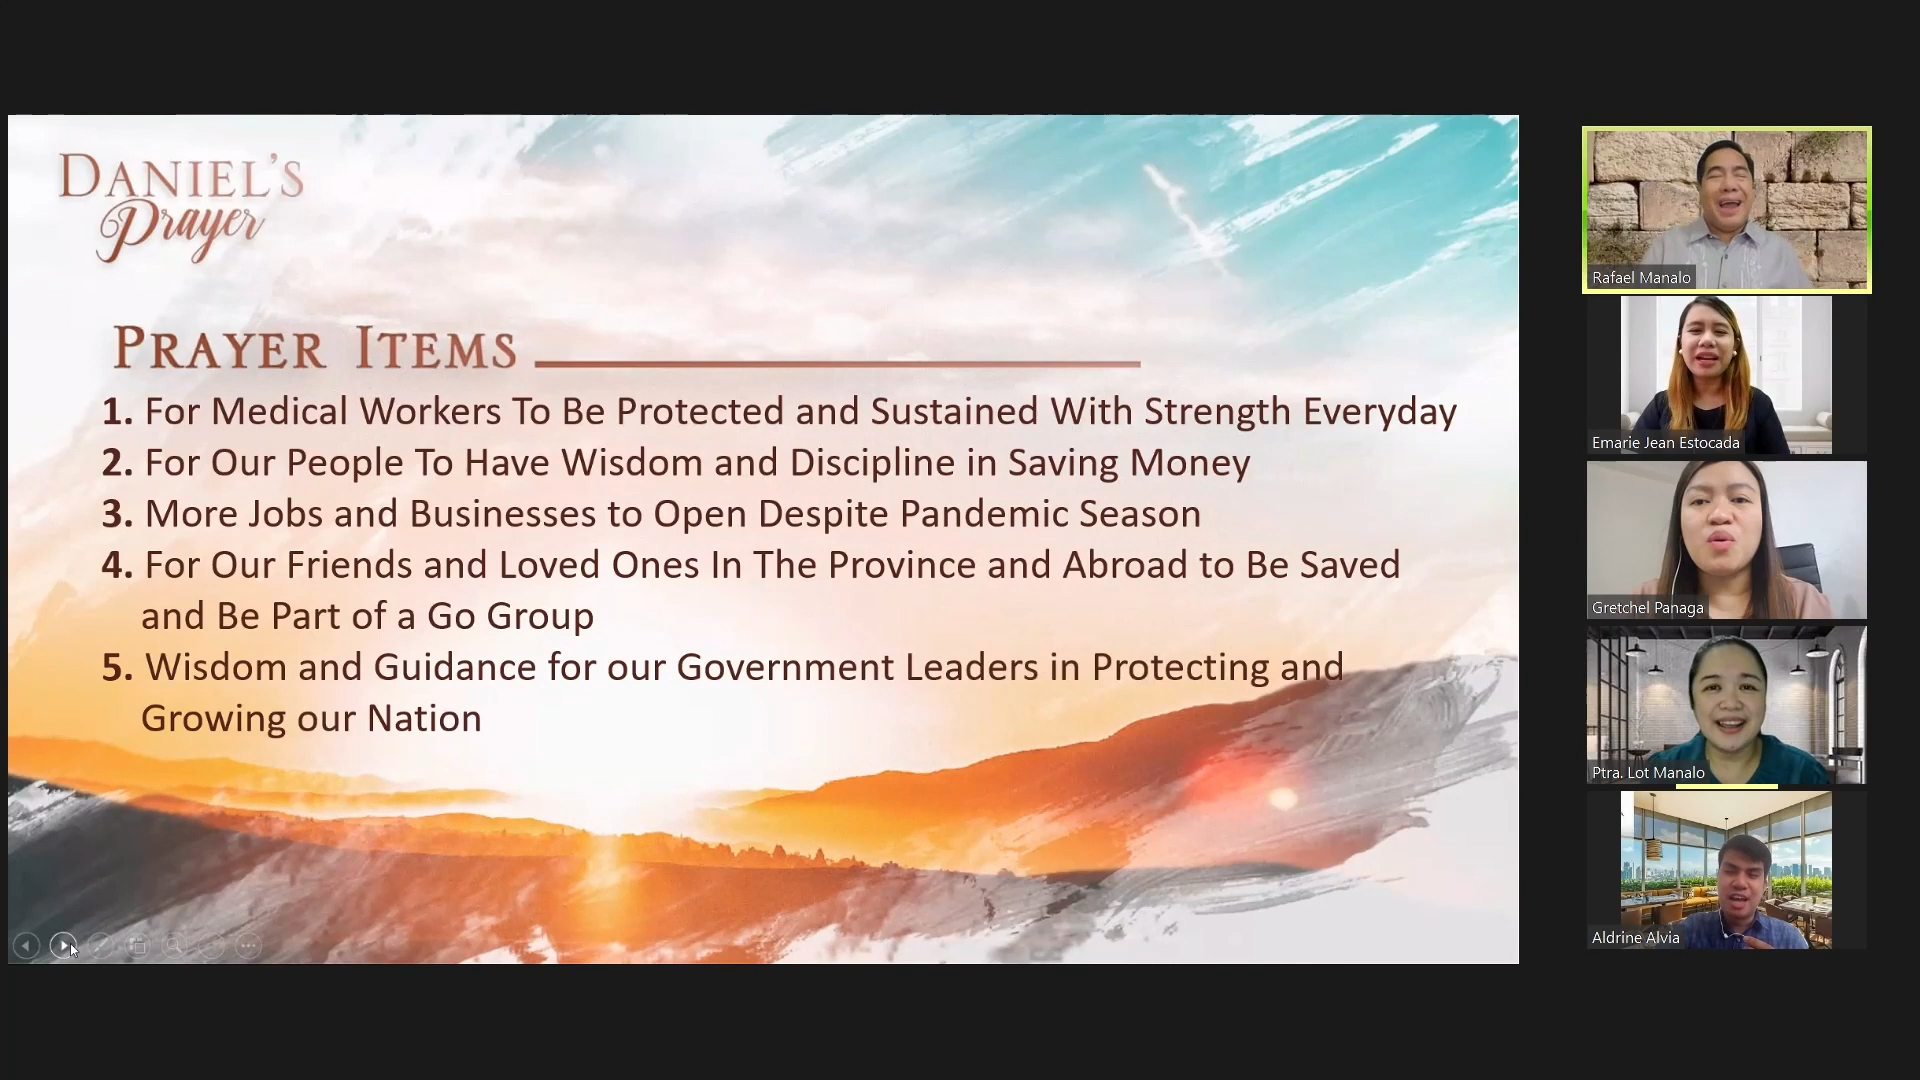 DANIEL'S
Prayer
PRAYER ITEMS
1. For Medical Workers To Be Protected and Sustained With Strength Everyday
2. For Our People To Have Wisdom and Discipline in Saving Money
3. More Jobs and Businesses to Open Despite Pandemic Season
4. For Our Friends and Loved Ones In The Province and Abroad to Be Saved
and Be Part of a Go Group
5. Wisdom and Guidance for our Government Leaders in Protecting and
Growing our Nation
Rafael Manalo
Emarie Jean Estocada
Gretchel Panaga
Ptra. Lot Manalo
Aldrine Alvia